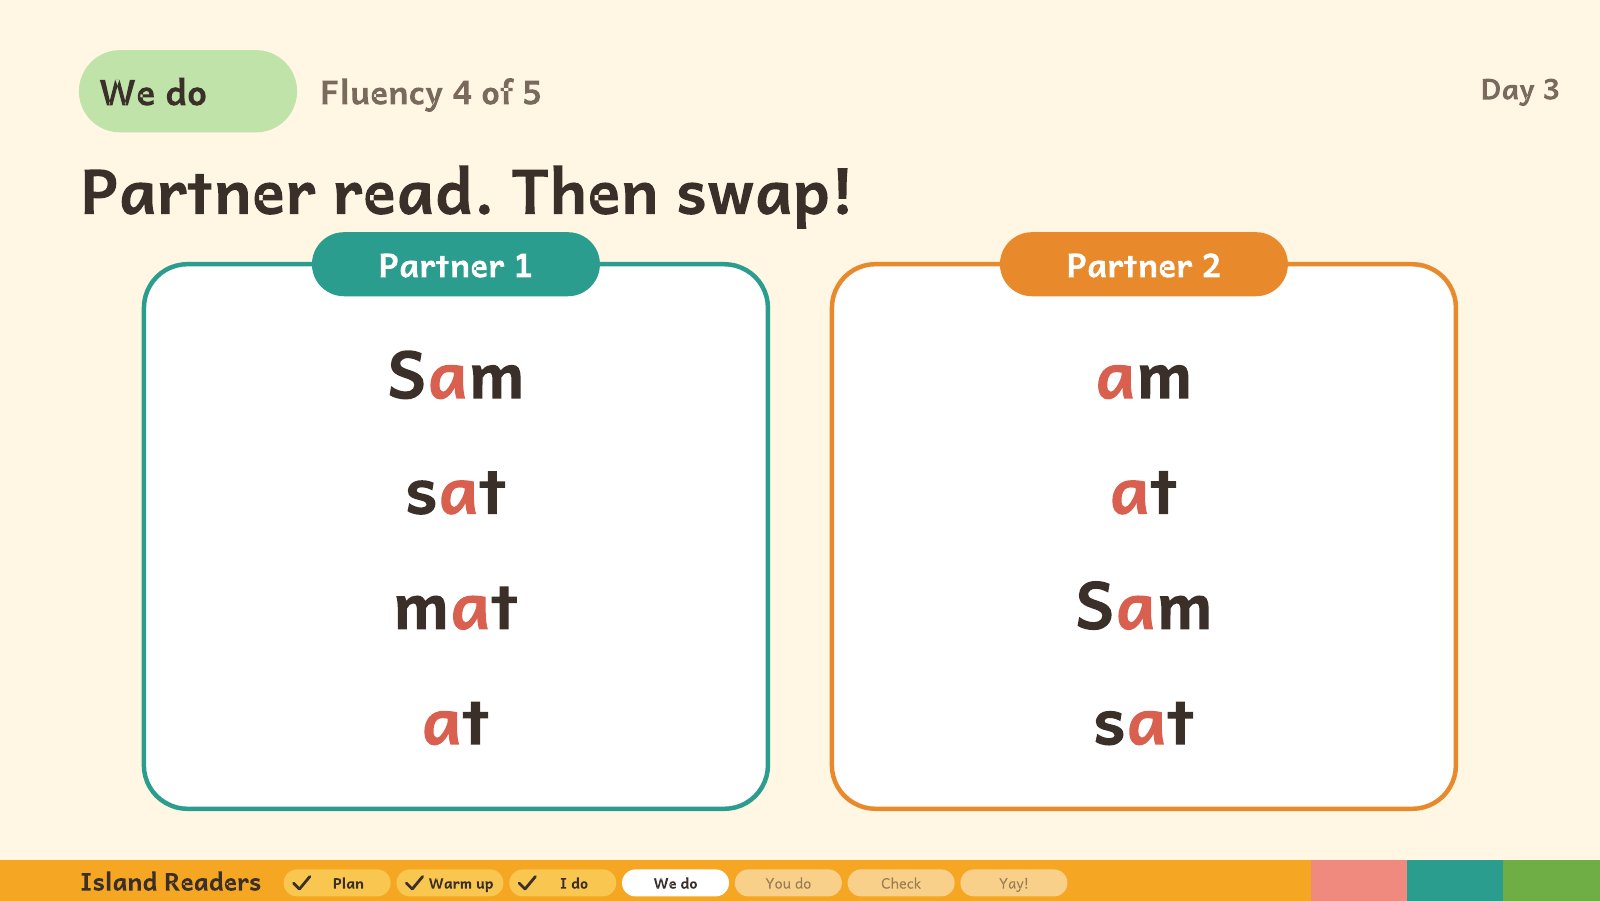 We do
Fluency 4 of 5
Day 3
Partner read. Then swap!
Partner 1
Sam
sat
mat
at
Partner 2
am
at
Sam
sat
Island Readers
Plan
Warm up
I do
We do
You do
Check
Yay!